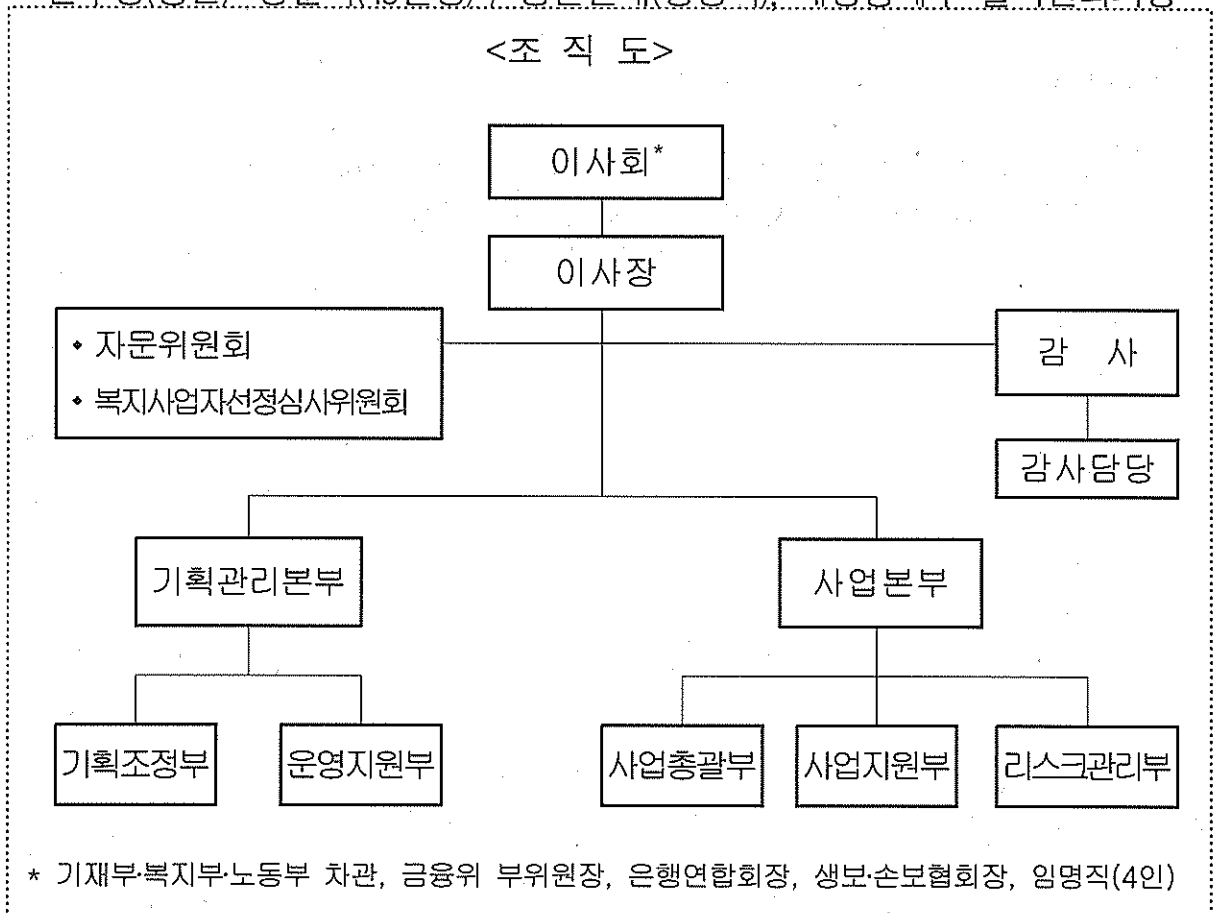 <조 직 도>
이사회*
이사장
• 자문위원회
• 복지사업자선정심사위원회
감 사
감사담당
기획관리본부
사업본부
기획조정부
운영지원부
사업총괄부
사업지원부
리스크관리부
* 기재부·복지부·노동부 차관, 금융위 부위원장, 은행연합회장, 생보·손보협회장, 임명직(4인)